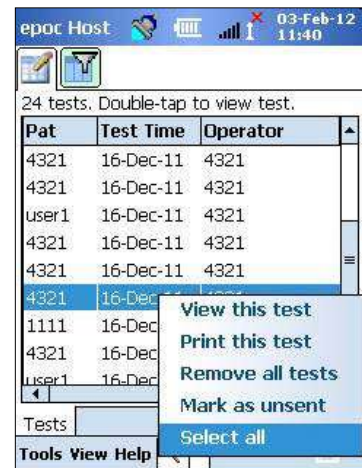 epoc Host 03-Feb-12
11:40
24 tests. Double-tap to view test.
Pat Test Time Operator
4321 16-Dec-11 4321
4321 16-Dec-11 4321
user1 16-Dec-11 4321
4321 16-Dec-11 4321
4321 16-Dec-11 4321
4321 16-Dec
View this test
1111 16-Dec
Print this test
4321 16-Dec
Remove all tests
user1 16-Dec
Mark as unsent
Tests
Select all
Tools View Help